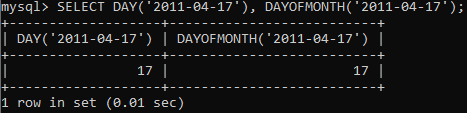 mysql> SELECT DAY('2011-04-17'), DAYOFMONTH('2011-04-17');
+-------------------+--------------------------+
| DAY('2011-04-17') | DAYOFMONTH('2011-04-17') |
+-------------------+--------------------------+
|                17 |                       17 |
+-------------------+--------------------------+
1 row in set (0.01 sec)